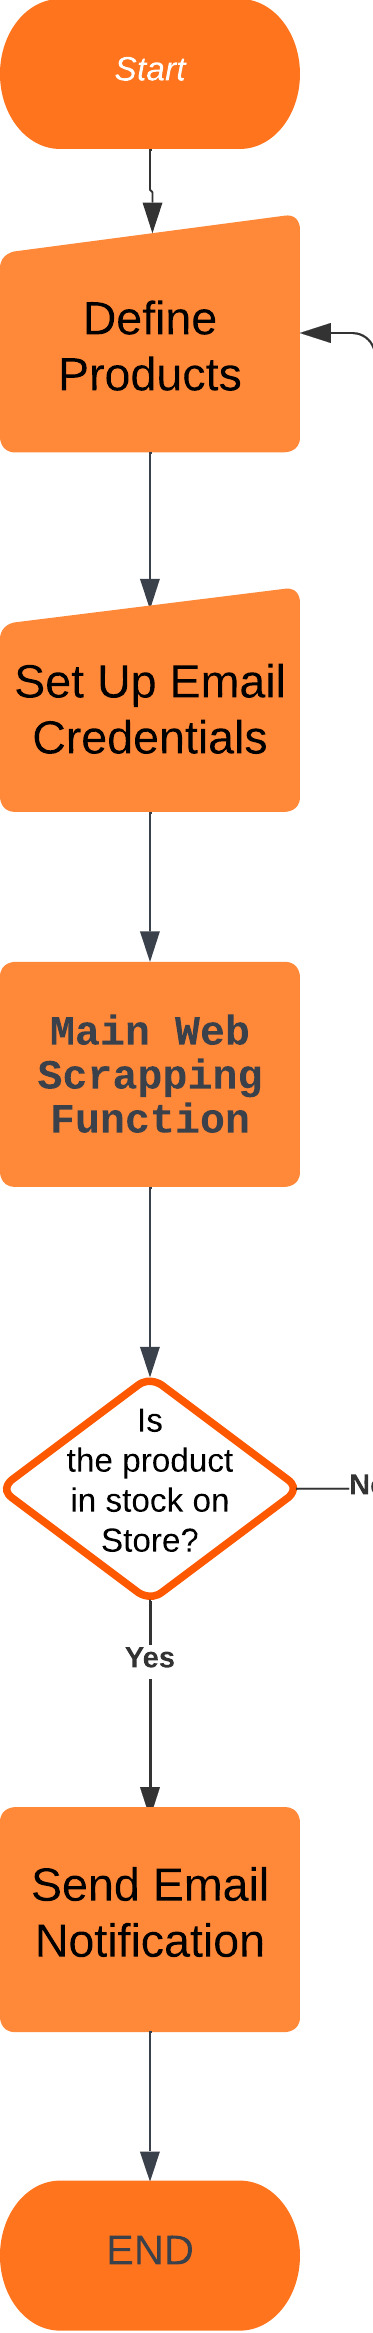 Start
Define
Products
Set Up Email
Credentials
Main Web
Scrapping
Function
Is
the product
in stock on
Store?
Yes
Send Email
Notification
END